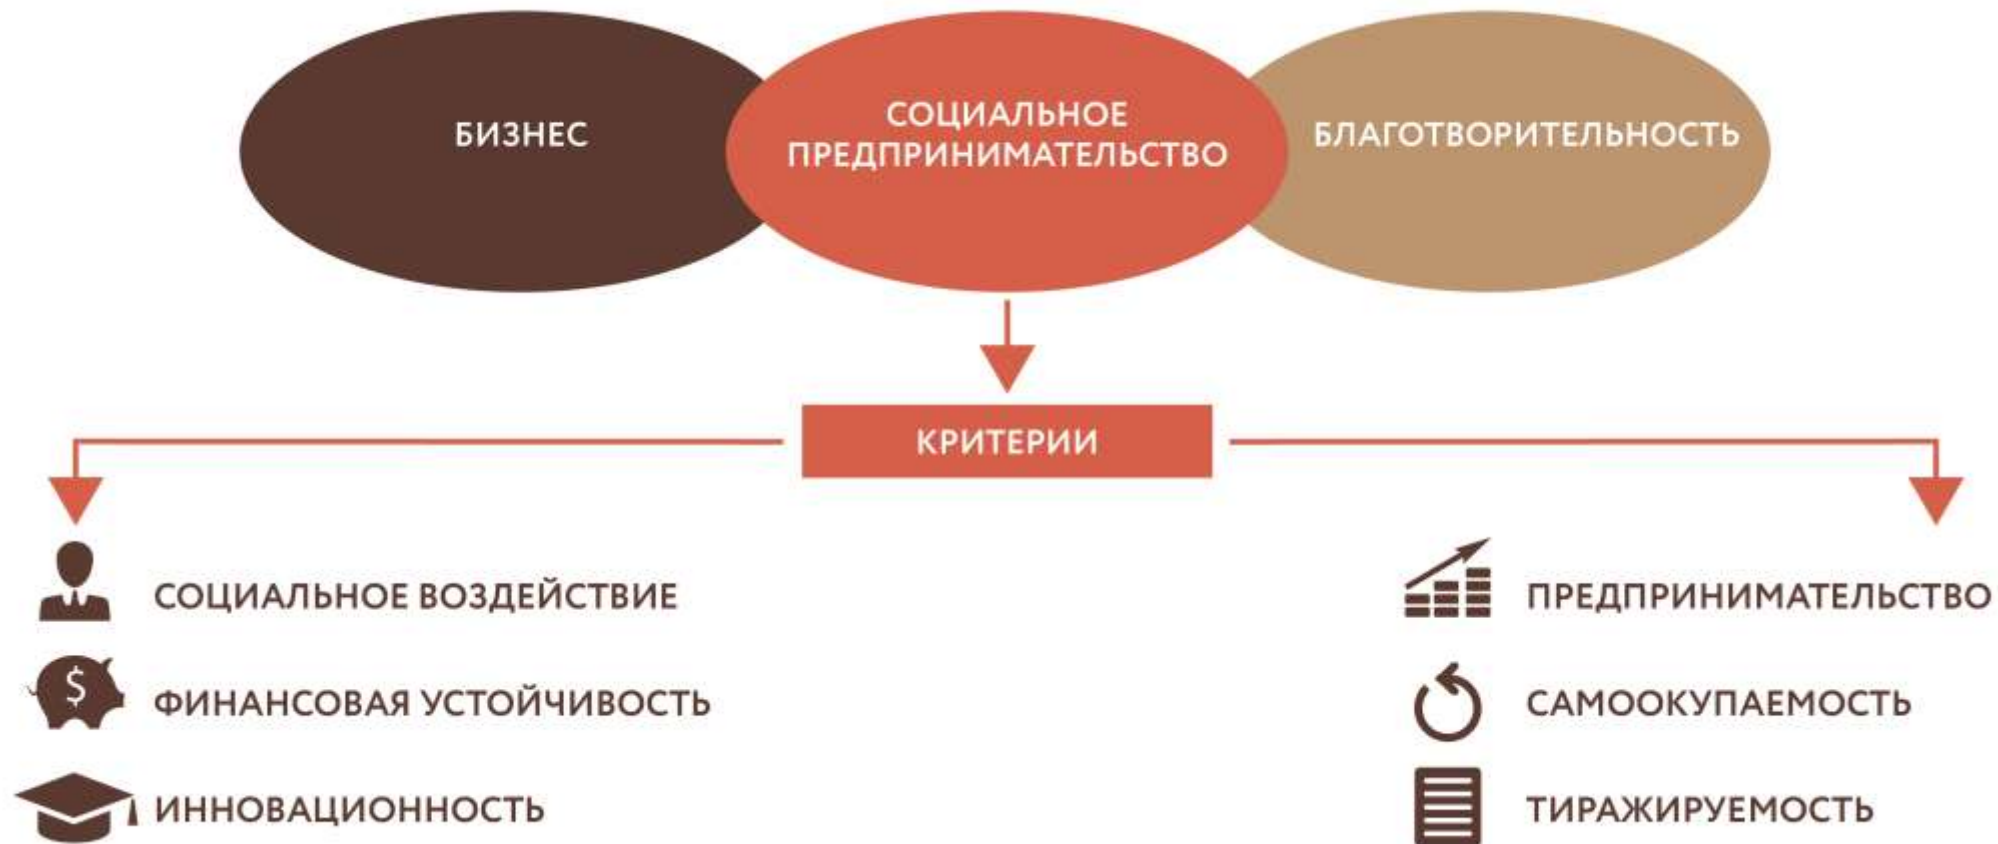 БИЗНЕС
СОЦИАЛЬНОЕ
ПРЕДПРИНИМАТЕЛЬСТВО
БЛАГОТВОРИТЕЛЬНОСТЬ
КРИТЕРИИ
СОЦИАЛЬНОЕ ВОЗДЕЙСТВИЕ
$
ФИНАНСОВАЯ УСТОЙЧИВОСТЬ
ИННОВАЦИОННОСТЬ
ПРЕДПРИНИМАТЕЛЬСТВО
САМООКУПАЕМОСТЬ
ТИРАЖИРУЕМОСТЬ